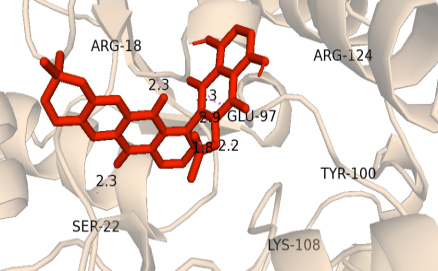 ARG-18
ARG-124
2.3
.3
2.9
GLU-97
1.8
2.2
TYR-100
2.3
SER-22
LYS-108